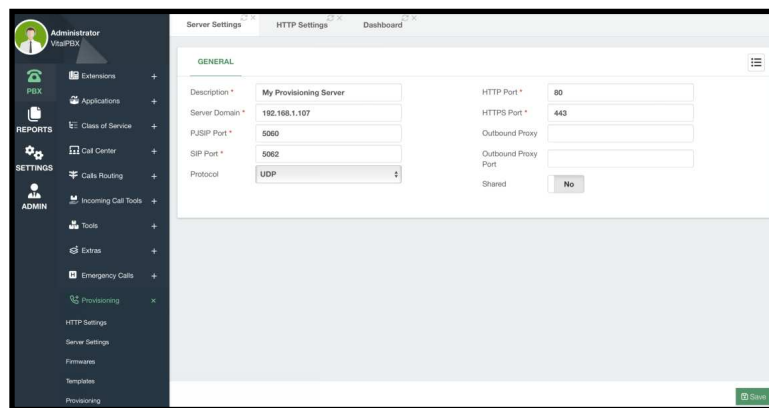 Administrator
VitalPBX
PBX
REPORTS
SETTINGS
ADMIN
Extensions
Applications
Class of Service
Call Center
Calls Routing
Incoming Call Tools
Tools
Extras
Emergency Calls
Provisioning
HTTP Settings
Server Settings
Firmwares
Templates
Provisioning
Server Settings
HTTP Settings
Dashboard
GENERAL
Description * My Provisioning Server
Server Domain * 192.168.1.107
PJSIP Port * 5060
SIP Port * 5062
Protocol UDP
HTTP Port * 80
HTTPS Port * 443
Outbound Proxy
Outbound Proxy
Port
Shared No
Save